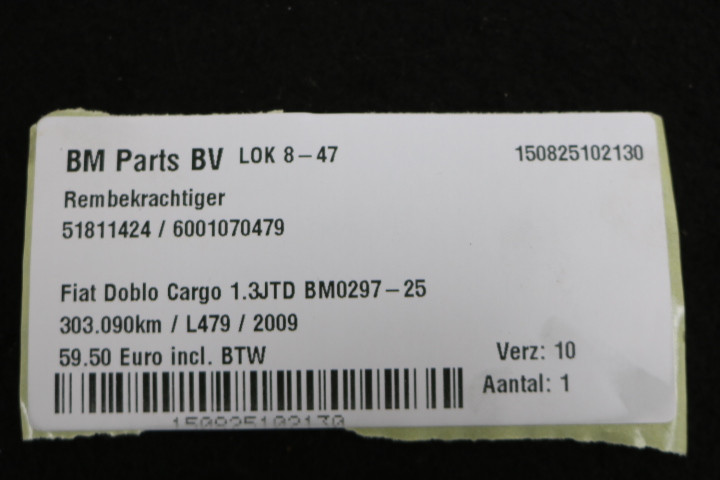 BM Parts BV LOK 8-47 150825102130
Rembekrachtiger
51811424 / 6001070479
Fiat Doblo Cargo 1.3JTD BM0297-25
303.090km / L479 / 2009
59.50 Euro incl. BTW Verz: 10
Aantal: 1
150825102130